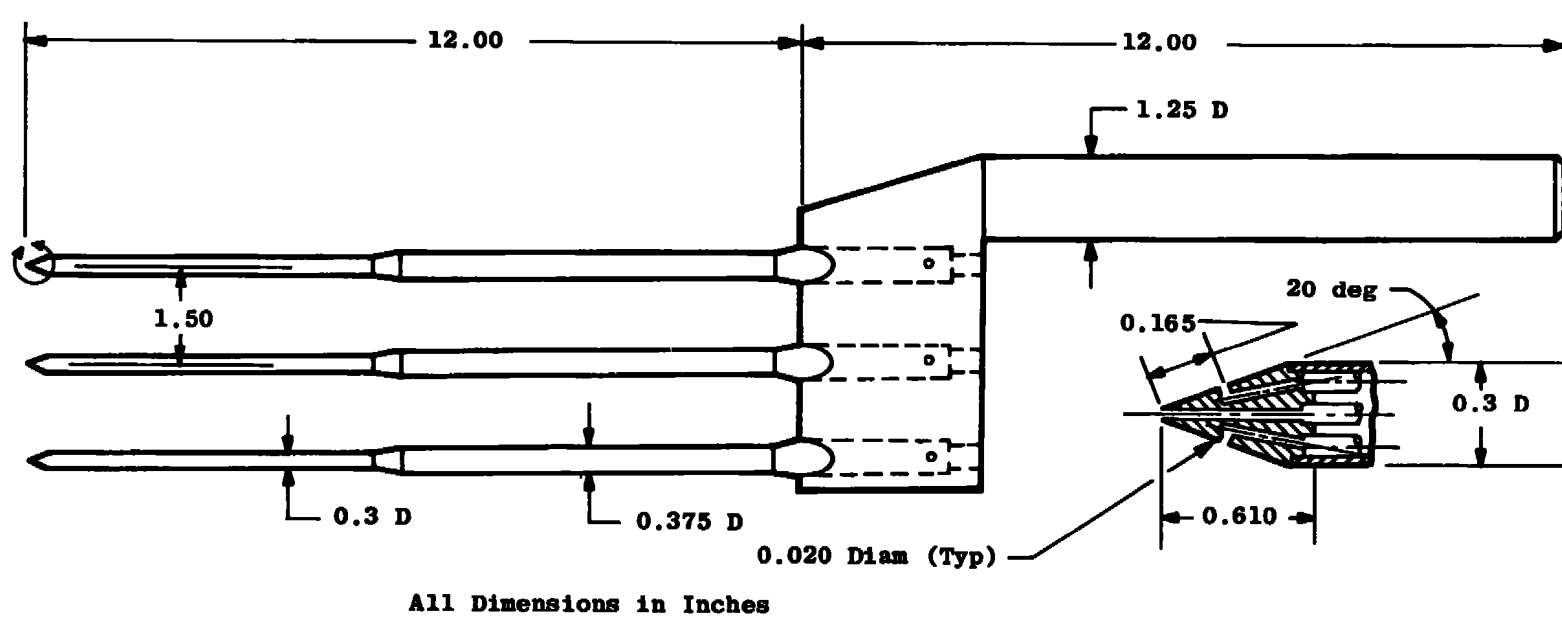 12.00
12.00
1.25 D
20 deg
1.50
0.165
0.3 D
0.3 D
0.375 D
0.610
0.020 Diam (Typ)
All Dimensions in Inches